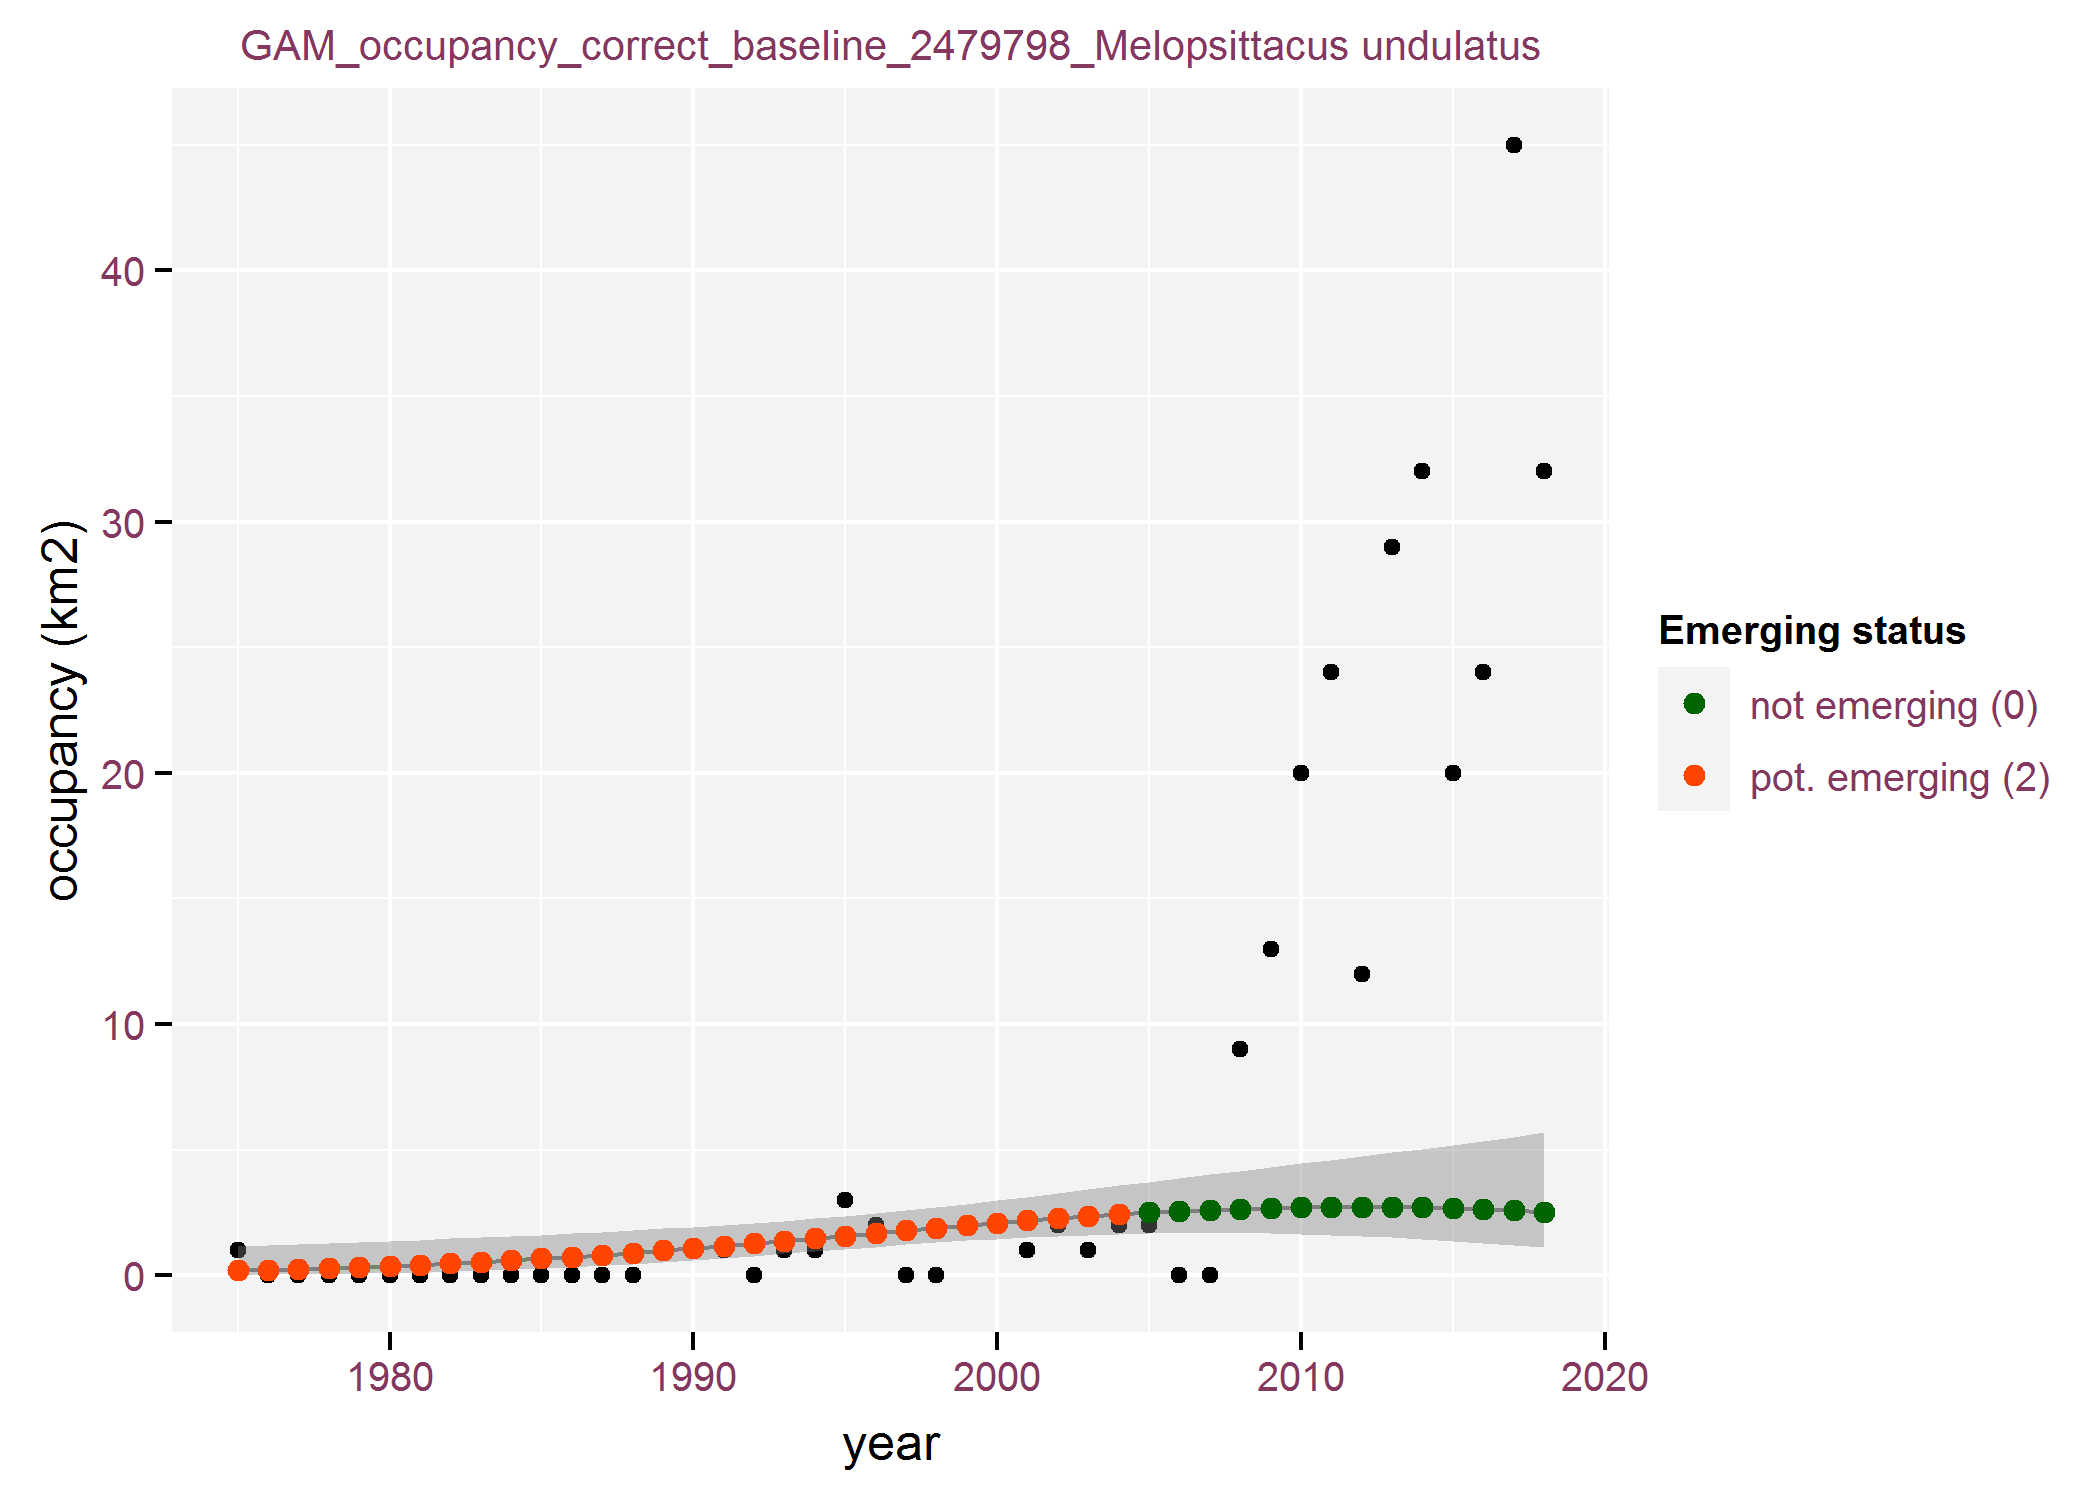 GAM_occupancy_correct_baseline_2479798_Melopsittacus undulatus
occupancy (km2)
40
30
20
10
0
1980 1990 2000 2010 2020
year
Emerging status
not emerging (0)
pot. emerging (2)